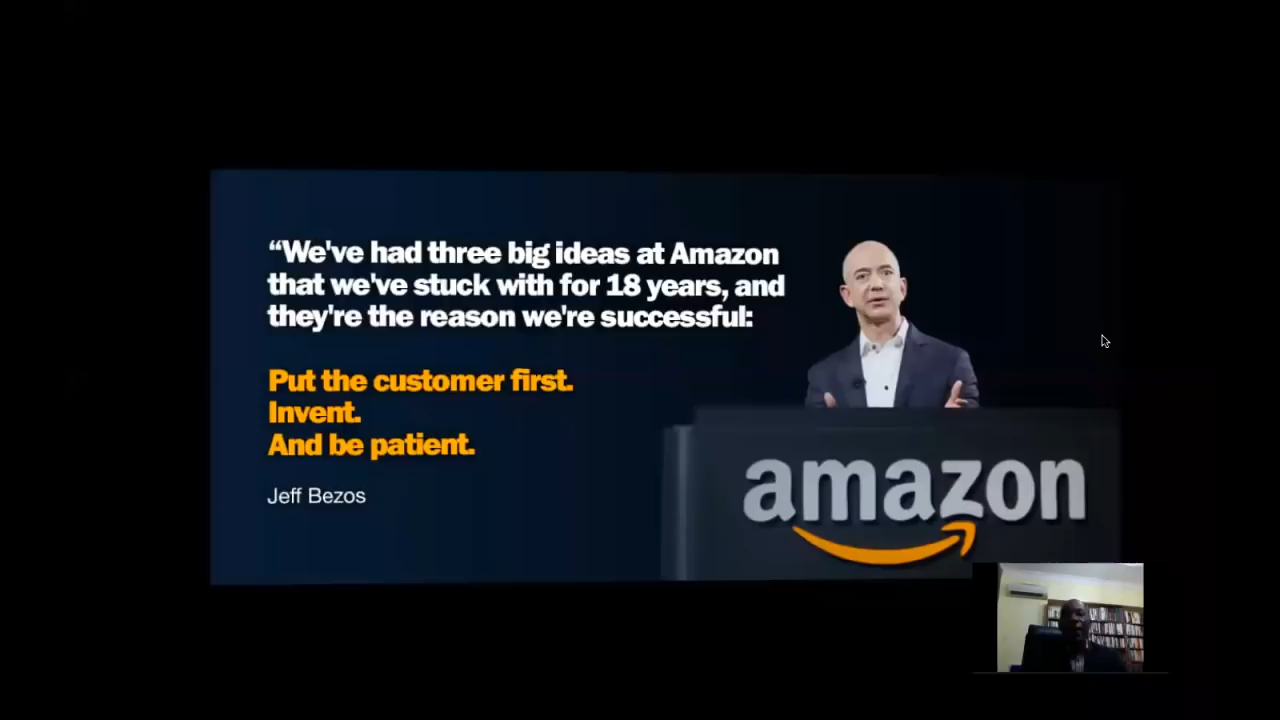 “We've had three big ideas at Amazon
that we've stuck with for 18 years, and
they're the reason we're successful:
Put the customer first.
Invent.
And be patient.
Jeff Bezos
amazon